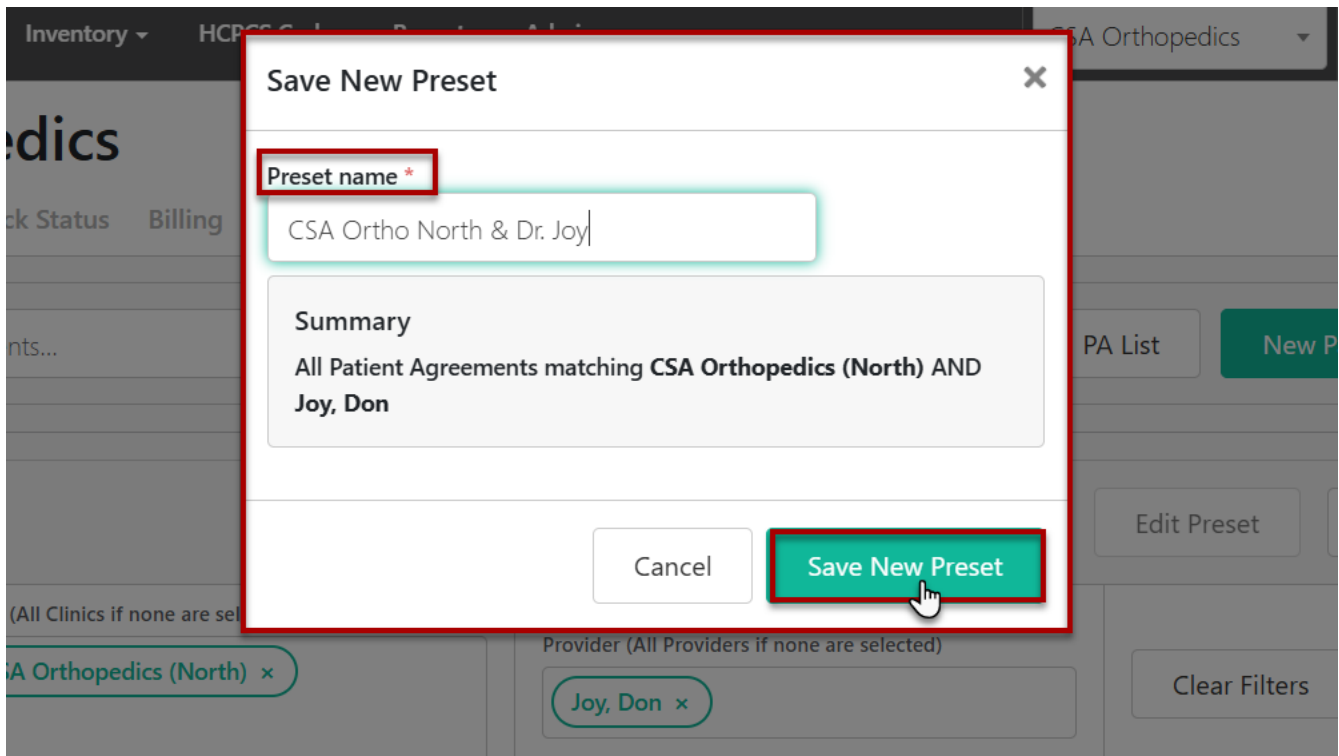 Inventory
CSA Orthopedics
Save New Preset
edics
Preset name *
ck Status Billing
CSA Ortho North & Dr. Joy
Summary
nts...
All Patient Agreements matching CSA Orthopedics (North) AND
Joy, Don
PA List
New P
Edit Preset
Cancel
Save New Preset
(All Clinics if none are sel
Provider (All Providers if none are selected)
SA Orthopedics (North) ×
Joy, Don ×
Clear Filters